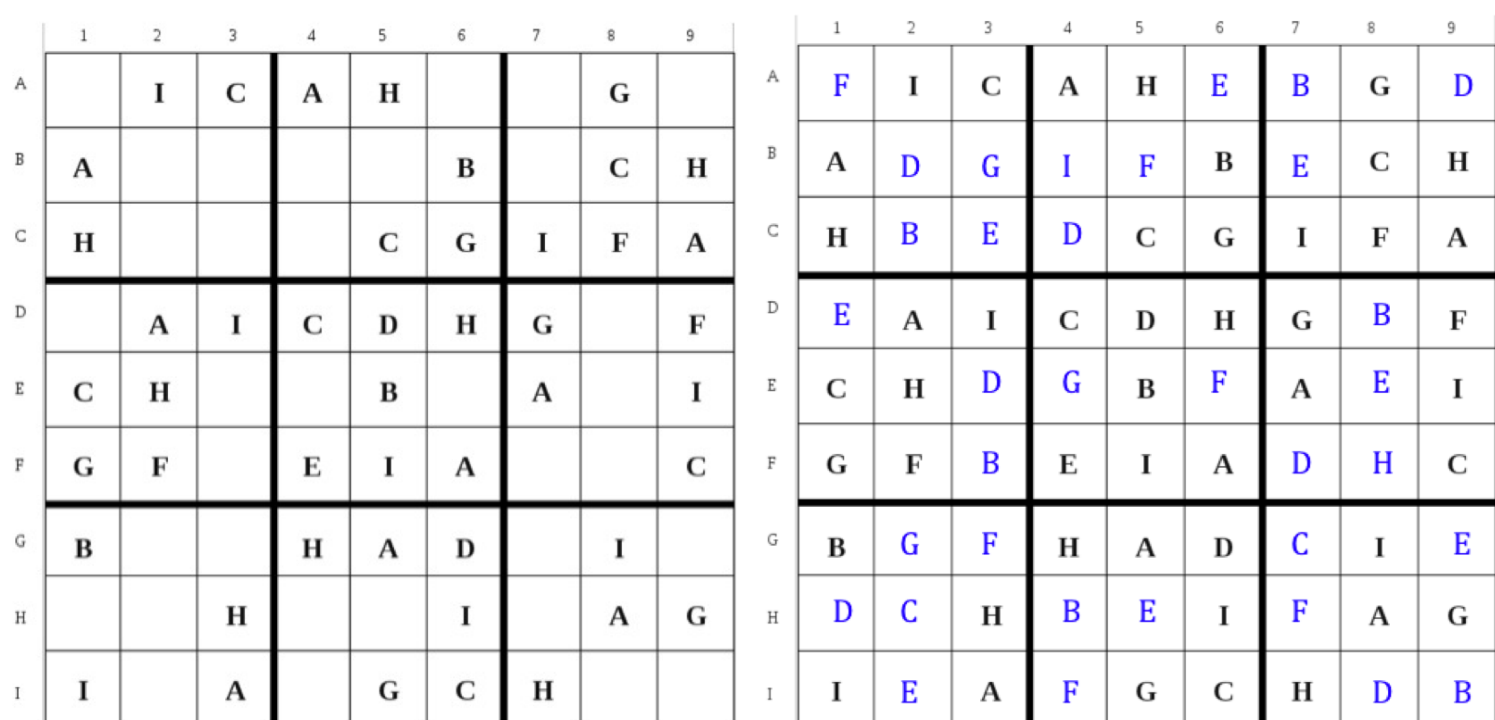 1 2 3 4 5 6 7 8 9
A I C A H G
B A B C H
C H C G I F A
D A I C D H G F
E C H B A I
F G F E I A C
G B H A D I
H H I A G
I I A G C H
1 2 3 4 5 6 7 8 9
A F I C A H E B G D
B A D G I F B E C H
C H B E D C G I F A
D E A I C D H G B F
E C H D G B F A E I
F G F B E I A D H C
G B G F H A D C I E
H D C H B E I F A G
I I E A F G C H D B